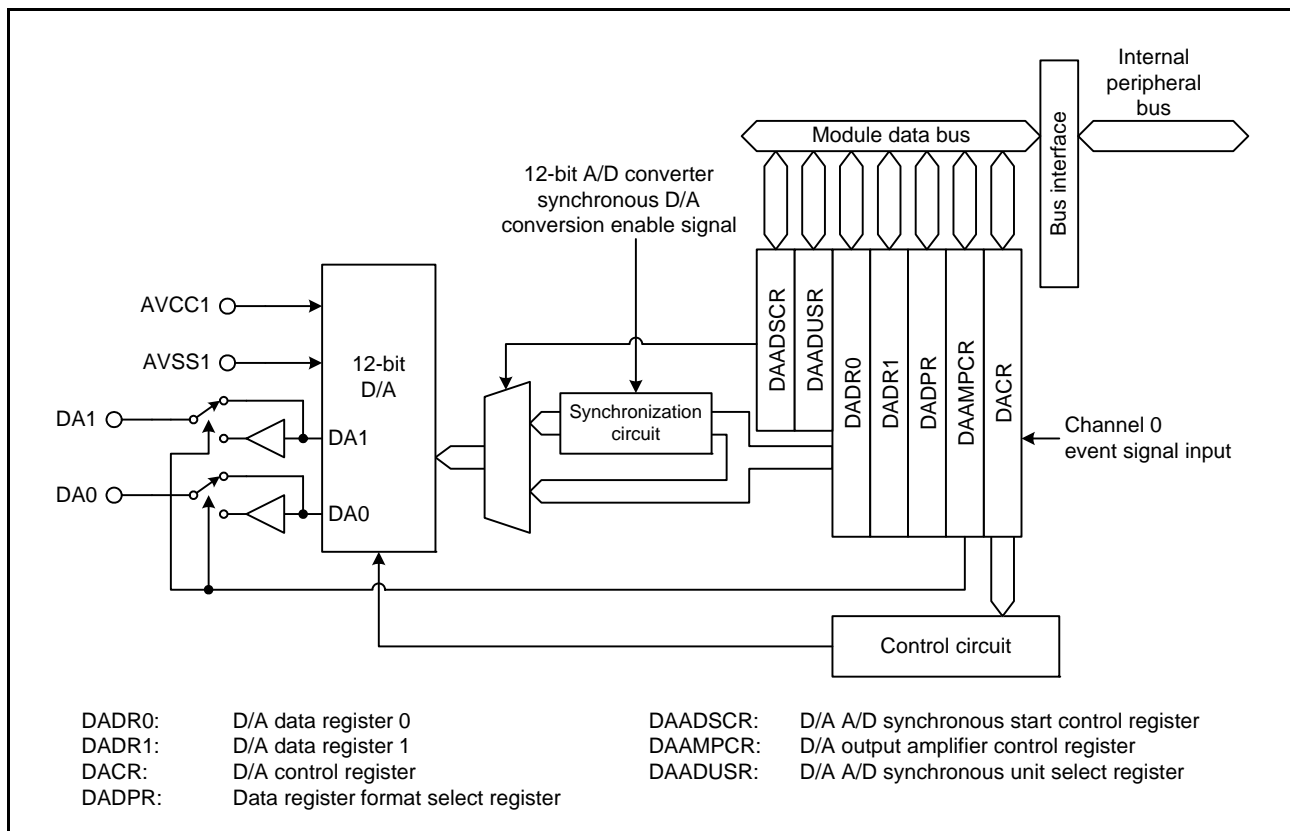 Internal
peripheral
bus
Module data bus
Bus interface
12-bit A/D converter
synchronous D/A
conversion enable signal
AVCC1
AVSS1
12-bit
D/A
DA1
DA1
DA0
DA0
Synchronization
circuit
DAADSCR
DAADUSR
DADR0
DADR1
DADPR
DAAMPCR
DACR
Channel 0
event signal input
Control circuit
DADR0: D/A data register 0
DADR1: D/A data register 1
DACR: D/A control register
DADPR: Data register format select register
DAADSCR: D/A A/D synchronous start control register
DAAMPCR: D/A output amplifier control register
DAADUSR: D/A A/D synchronous unit select register